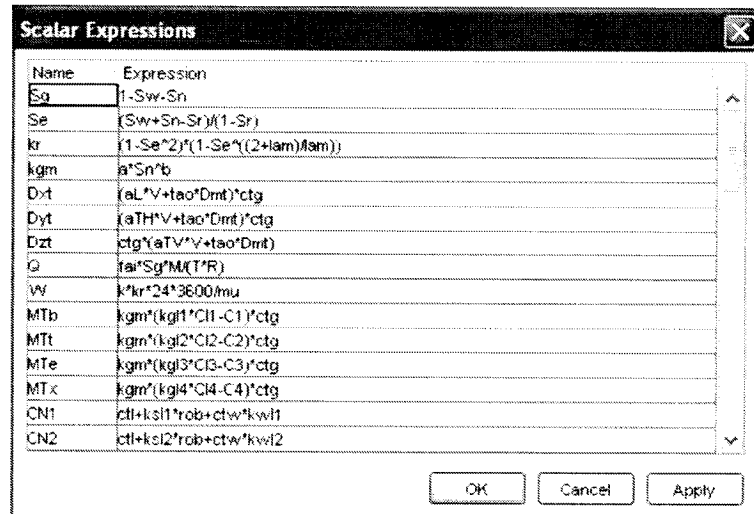 Scalar Expressions
Name Expression
Sg 1-Sw-Sn
Se (Sw+Sn-Sr)/(1-Sr)
kr (1-Se^2)*(1-Se^((2+lam)/lam))
kgm a*Sn^b
Dxt (aL*V+tao*Dmt)*ctg
Dyt (aTH*V+tao*Dmt)*ctg
Dzt ctg*(aTV*V+tao*Dmt)
Q fai*Sg*M/(T*R)
W k*kr*24*3600/mu
MTb kgm*(kgl1*Cl1-C1)*ctg
MTt kgm*(kgl2*Cl2-C2)*ctg
MTe kgm*(kgl3*Cl3-C3)*ctg
MTx kgm*(kgl4*Cl4-C4)*ctg
CN1 ctl+ksl1*rob+ctw*kwl1
CN2 ctl+ksl2*rob+ctw*kwl2
OK Cancel Apply